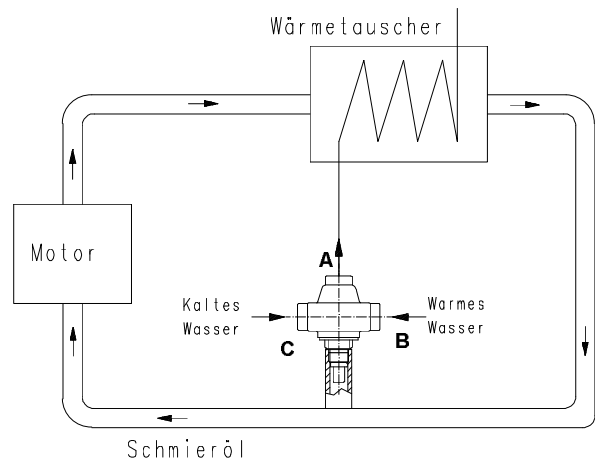 Wärmetauscher
Motor
A
Kaltes
Wasser
Warmes
Wasser
C
B
Schmieröl